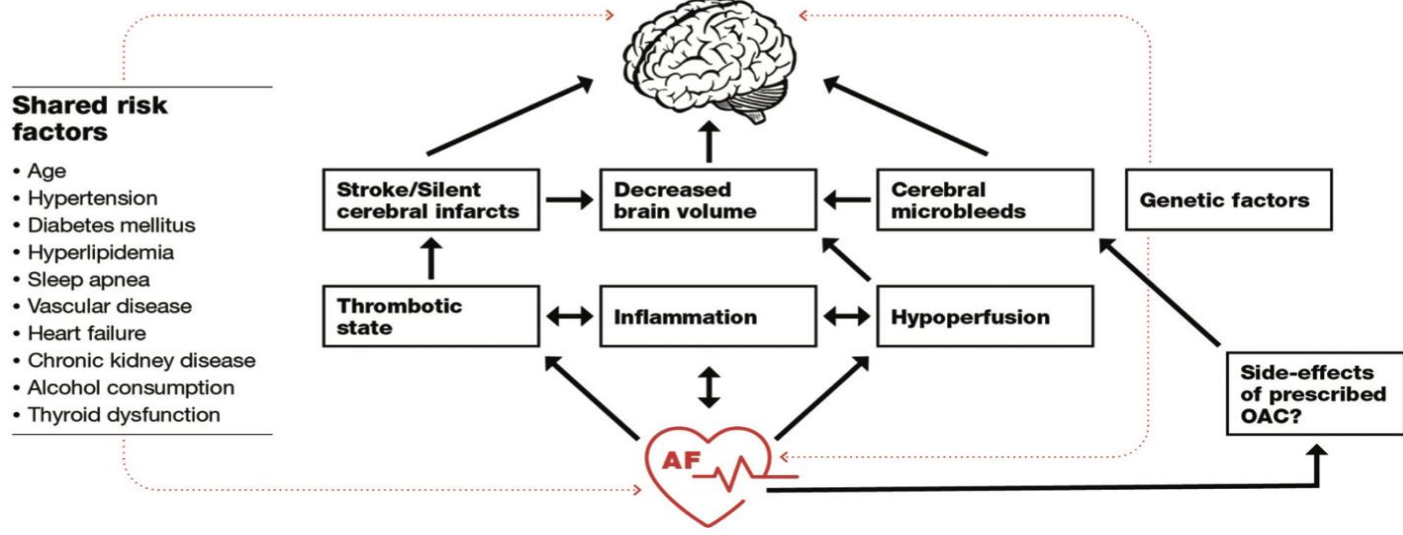 Shared risk
factors
• Age
• Hypertension
• Diabetes mellitus
• Hyperlipidemia
• Sleep apnea
• Vascular disease
• Heart failure
• Chronic kidney disease
• Alcohol consumption
• Thyroid dysfunction
Stroke/Silent
cerebral infarcts
Decreased
brain volume
Cerebral
microbleeds
Genetic factors
Thrombotic
state
Inflammation
Hypoperfusion
Side-effects
of prescribed
OAC?
AF